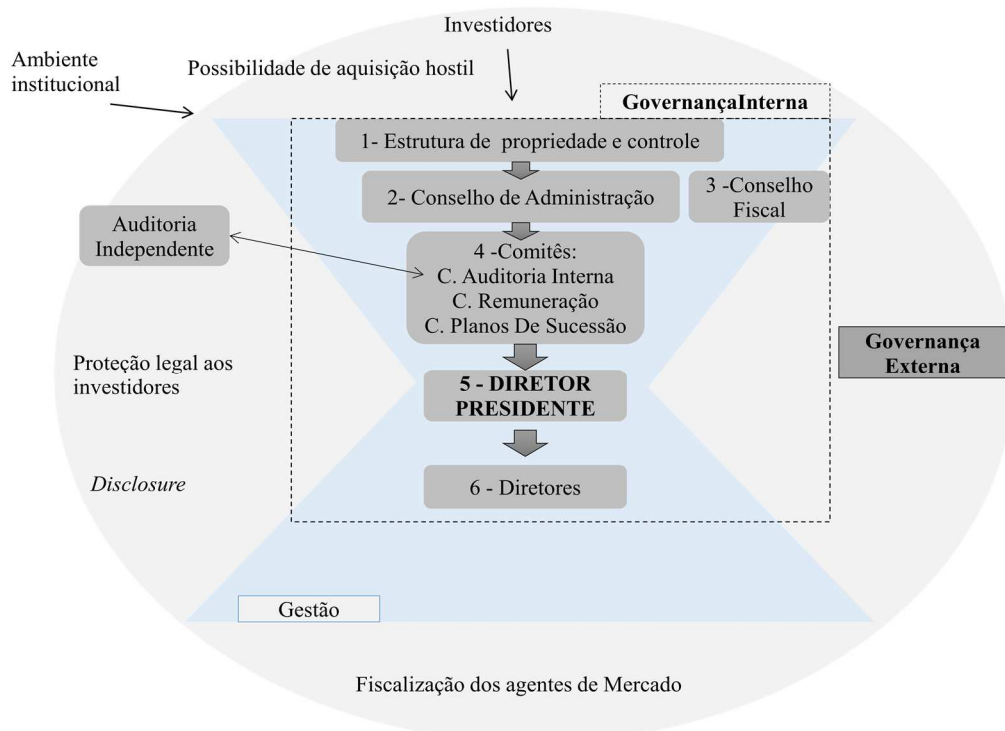 Investidores
Ambiente
institucional
Possibilidade de aquisição hostil
GovernançaInterna
1- Estrutura de propriedade e controle
2- Conselho de Administração
3 -Conselho
Fiscal
Auditoria
Independente
4 -Comitês:
C. Auditoria Interna
C. Remuneração
C. Planos De Sucessão
Governança
Externa
Proteção legal aos
investidores
5 - DIRETOR
PRESIDENTE
Disclosure
6 - Diretores
Gestão
Fiscalização dos agentes de Mercado